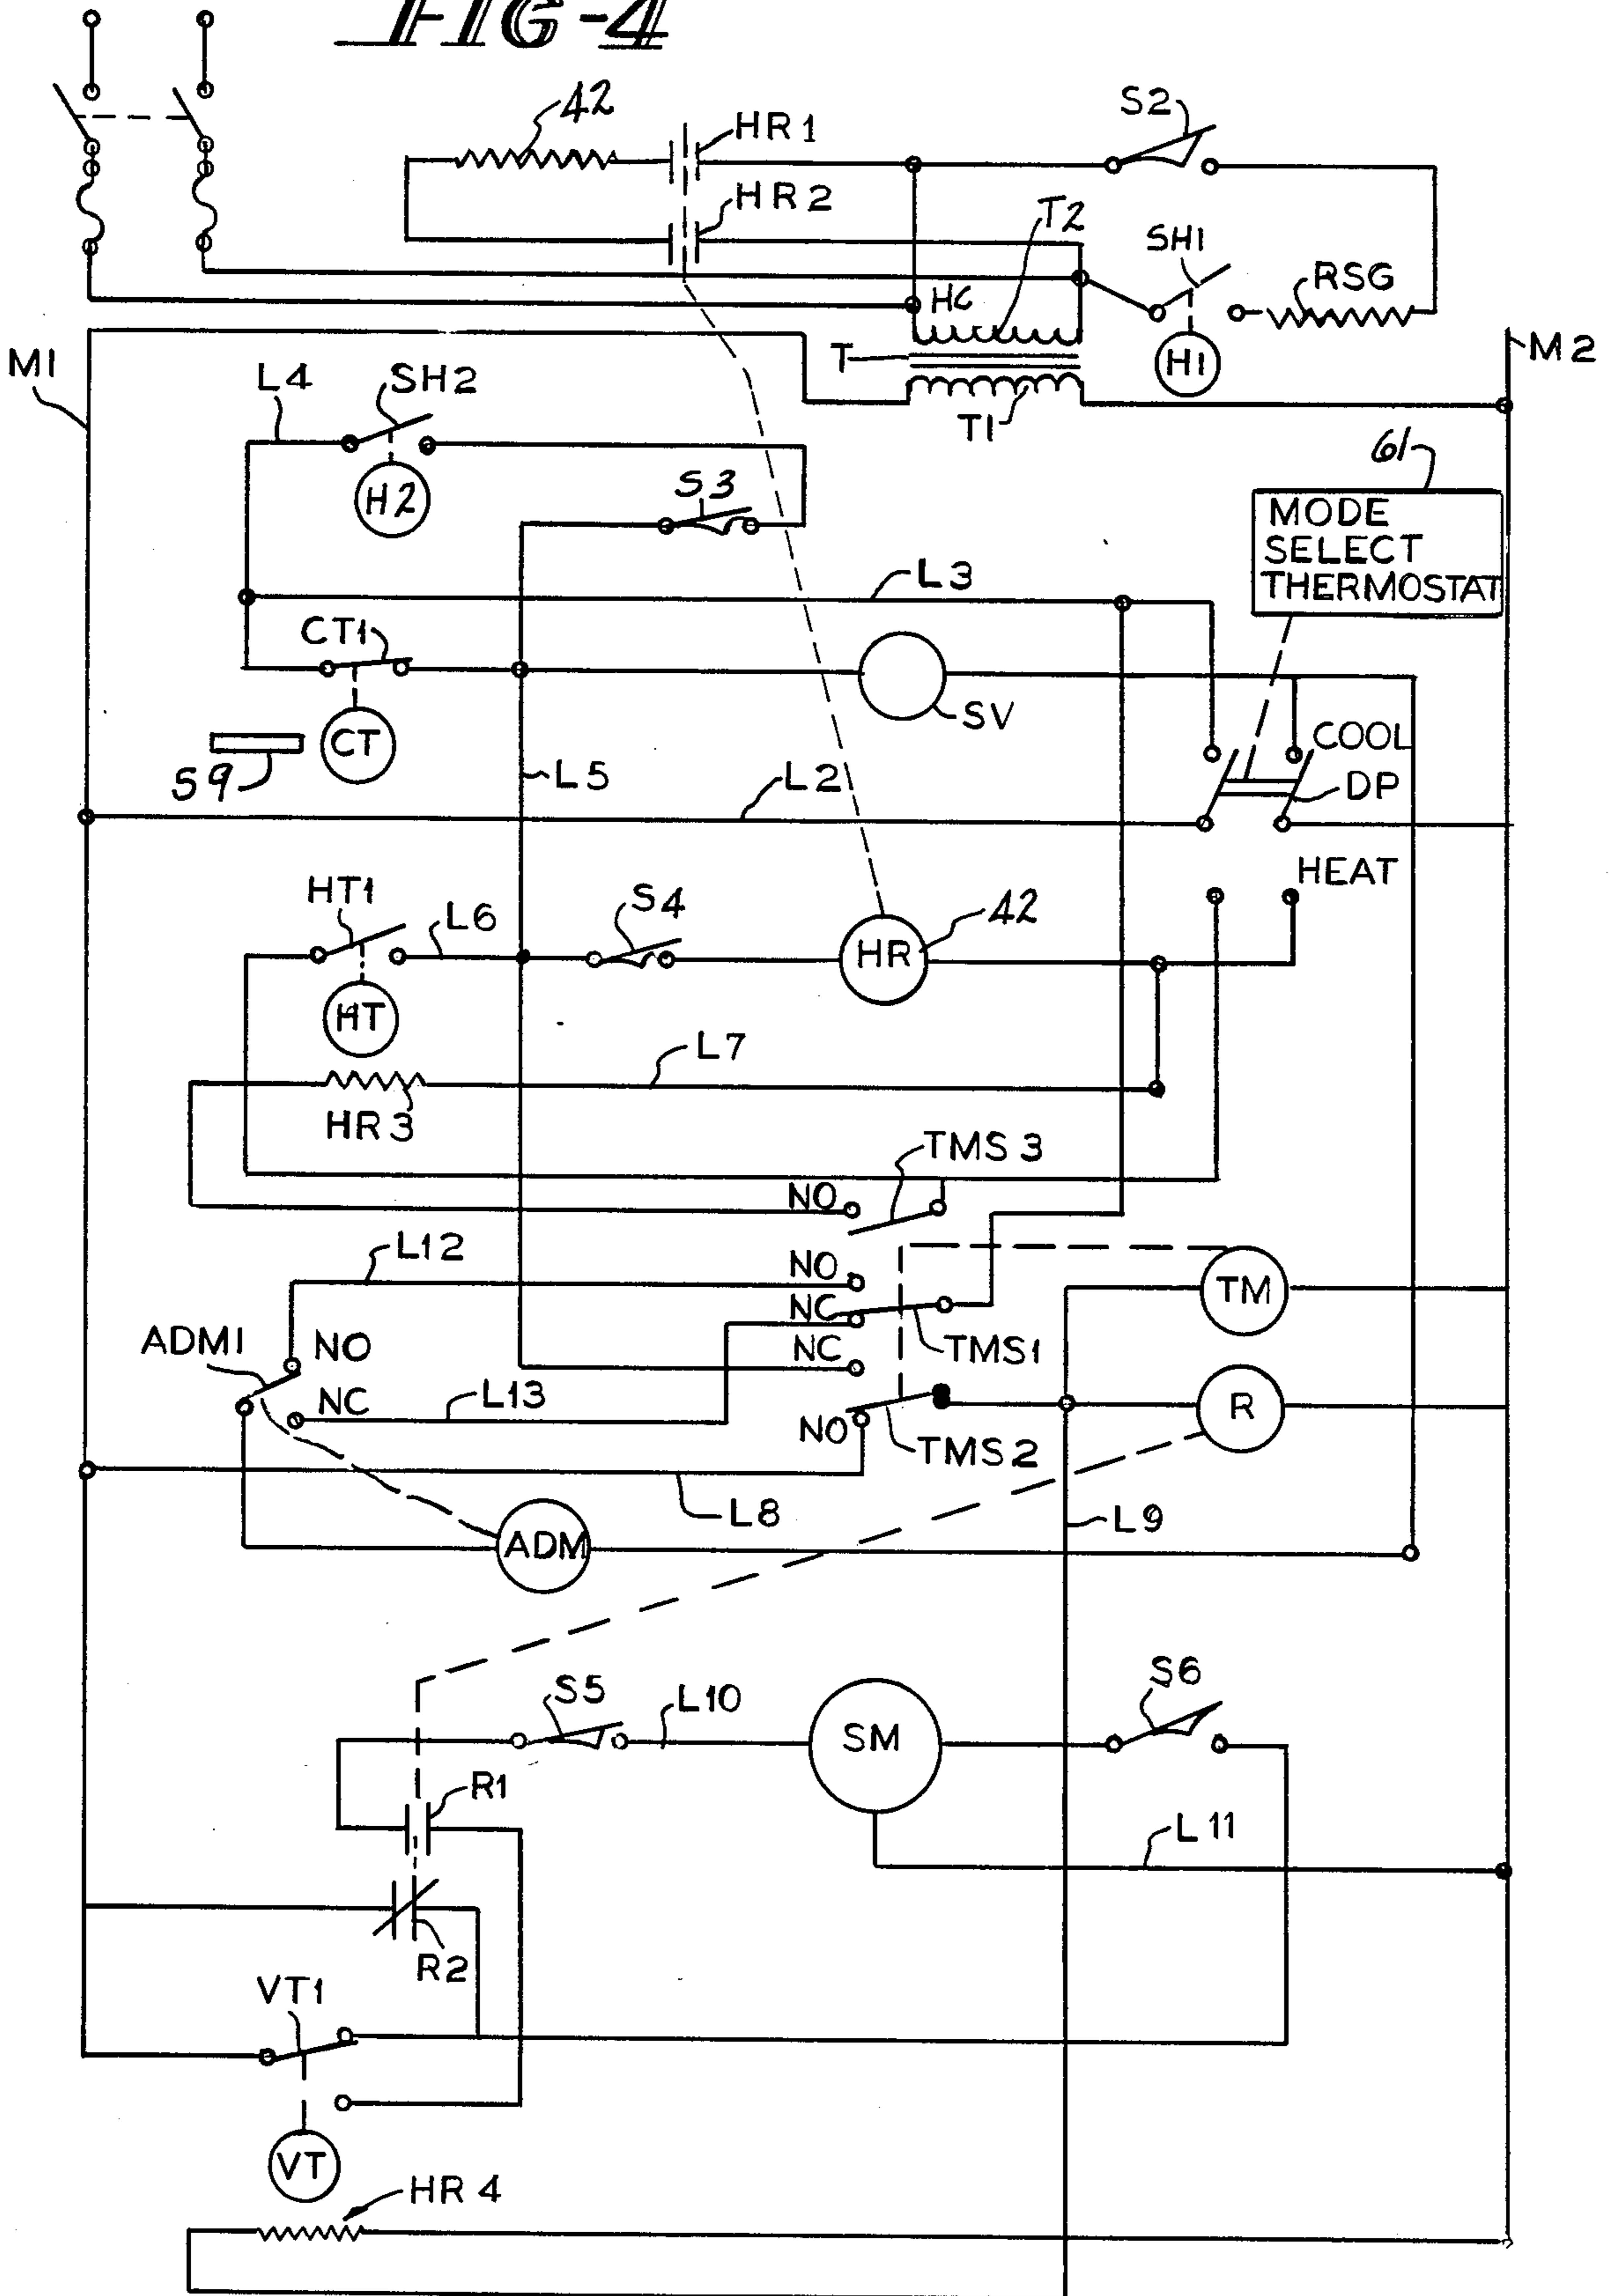 FIG-4
42
HR1
S2
HR2
T2
SH1
RSG
HC
M1
T
H1
M2
L4
SH2
T1
61
H2
S3
MODE
SELECT
THERMOSTAT
L3
CT1
SV
COOL
CT
59
L5
L2
DP
HEAT
HT1
L6
S4
42
HR
HT
L7
HR3
TMS3
NO
L12
NO
TM
NC
ADM1
NO
NC
TMS1
NC
L13
R
NO
TMS2
L8
L9
ADM
S5
L10
S6
SM
R1
L11
R2
VT1
VT
HR4